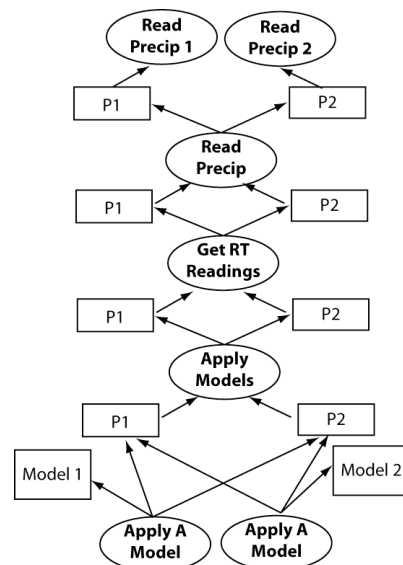 Read
Precip 1
Read
Precip 2
P1
P2
Read
Precip
P1
P2
Get RT
Readings
P1
P2
Apply
Models
P1
P2
Model 1
Model 2
Apply A
Model
Apply A
Model